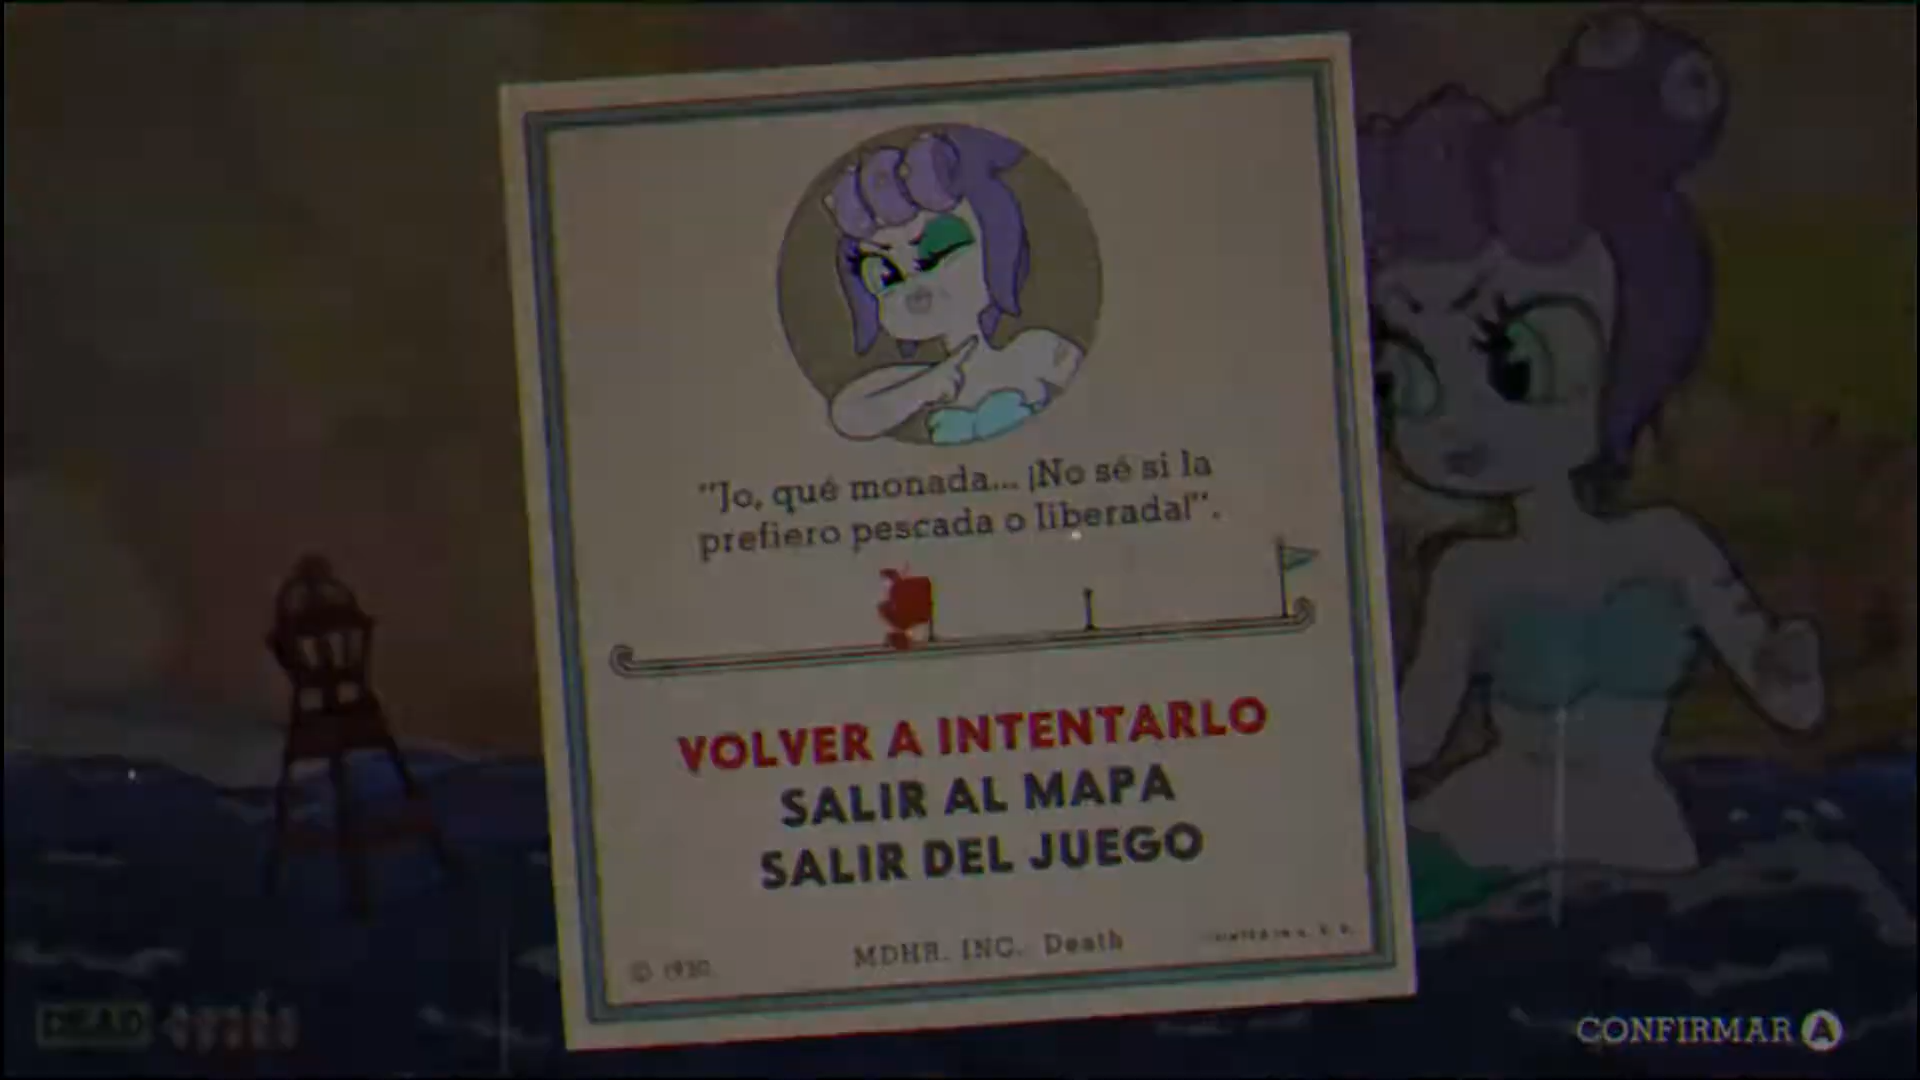 "Jo, qué monada... ¡No sé si la
prefiero pescada o liberada!".
VOLVER A INTENTARLO
SALIR AL MAPA
SALIR DEL JUEGO
© 1930.
MDHR. INC. Death
DEAD
CONFIRMAR A